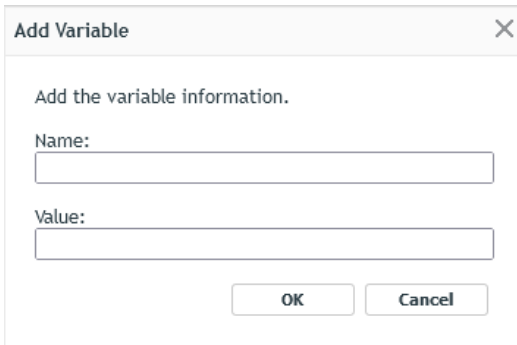 Add Variable
Add the variable information.
Name:
Value:
OK Cancel